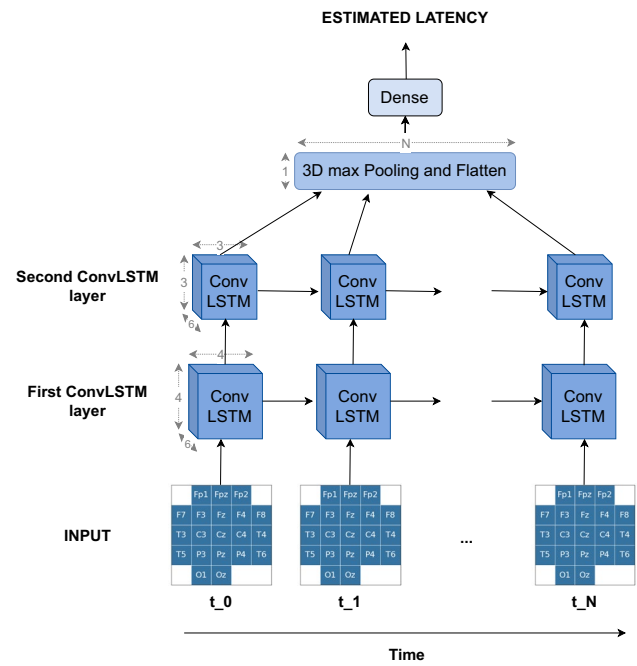 ESTIMATED LATENCY
Dense
N
1
3D max Pooling and Flatten
3
Second ConvLSTM
layer
3
6
Conv
LSTM
Conv
LSTM
Conv
LSTM
4
First ConvLSTM
layer
4
6
Conv
LSTM
Conv
LSTM
Conv
LSTM
INPUT
Fp1 Fpz Fp2
F7 F3 Fz F4 F8
T3 C3 Cz C4 T4
T5 P3 Pz P4 T6
O1 Oz
Fp1 Fpz Fp2
F7 F3 Fz F4 F8
T3 C3 Cz C4 T4
T5 P3 Pz P4 T6
O1 Oz
...
Fp1 Fpz Fp2
F7 F3 Fz F4 F8
T3 C3 Cz C4 T4
T5 P3 Pz P4 T6
O1 Oz
t_0
t_1
t_N
Time